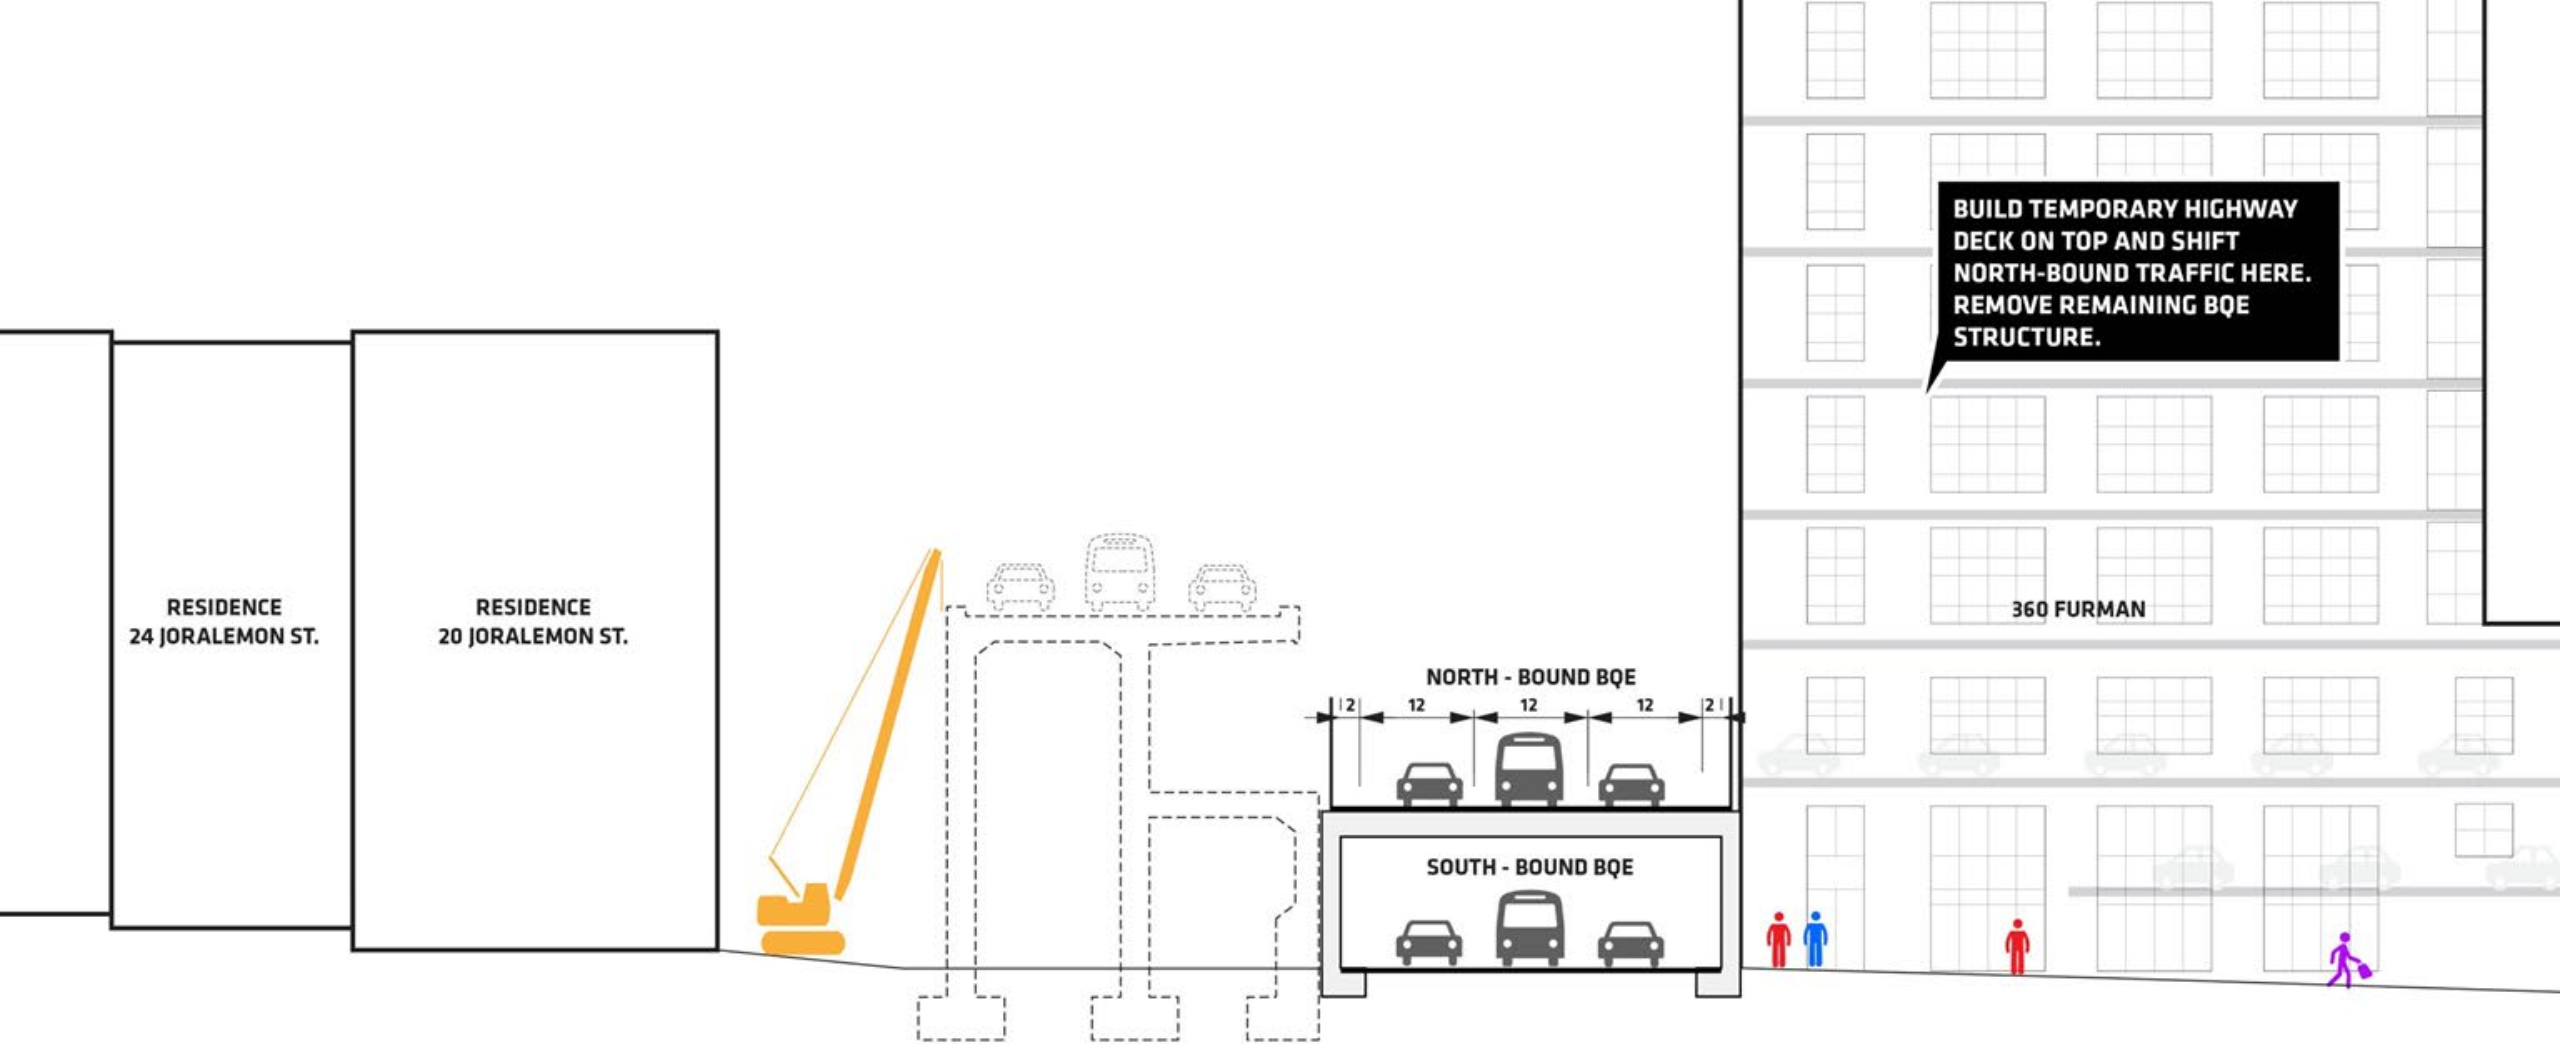 BUILD TEMPORARY HIGHWAY
DECK ON TOP AND SHIFT
NORTH-BOUND TRAFFIC HERE.
REMOVE REMAINING BQE
STRUCTURE.
RESIDENCE
24 JORALEMON ST.
RESIDENCE
20 JORALEMON ST.
360 FURMAN
NORTH - BOUND BQE
2 12 12 12 2
SOUTH - BOUND BQE